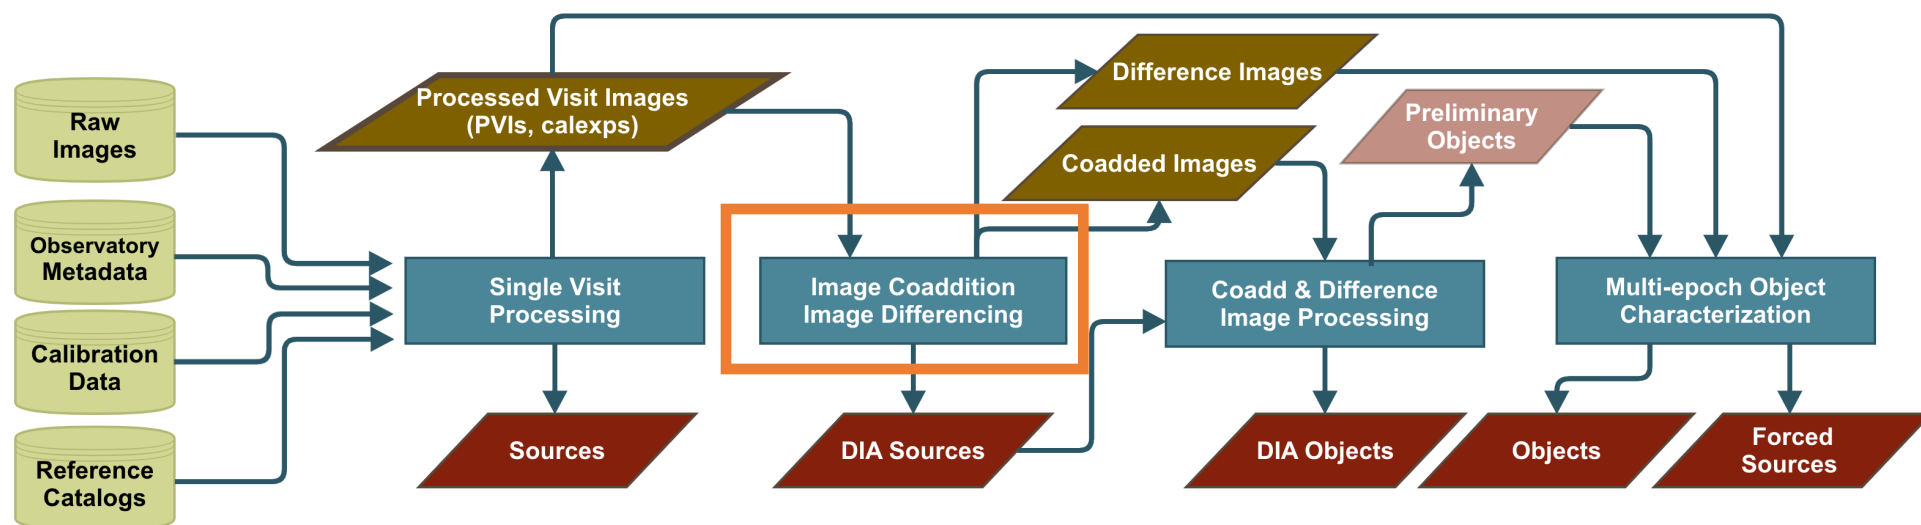 Raw
Images
Observatory
Metadata
Calibration
Data
Reference
Catalogs
Processed Visit Images
(PVIs, calexps)
Single Visit
Processing
Sources
Image Coaddition
Image Differencing
DIA Sources
Difference Images
Coadded Images
Preliminary
Objects
Coadd & Difference
Image Processing
DIA Objects
Multi-epoch Object
Characterization
Objects
Forced
Sources